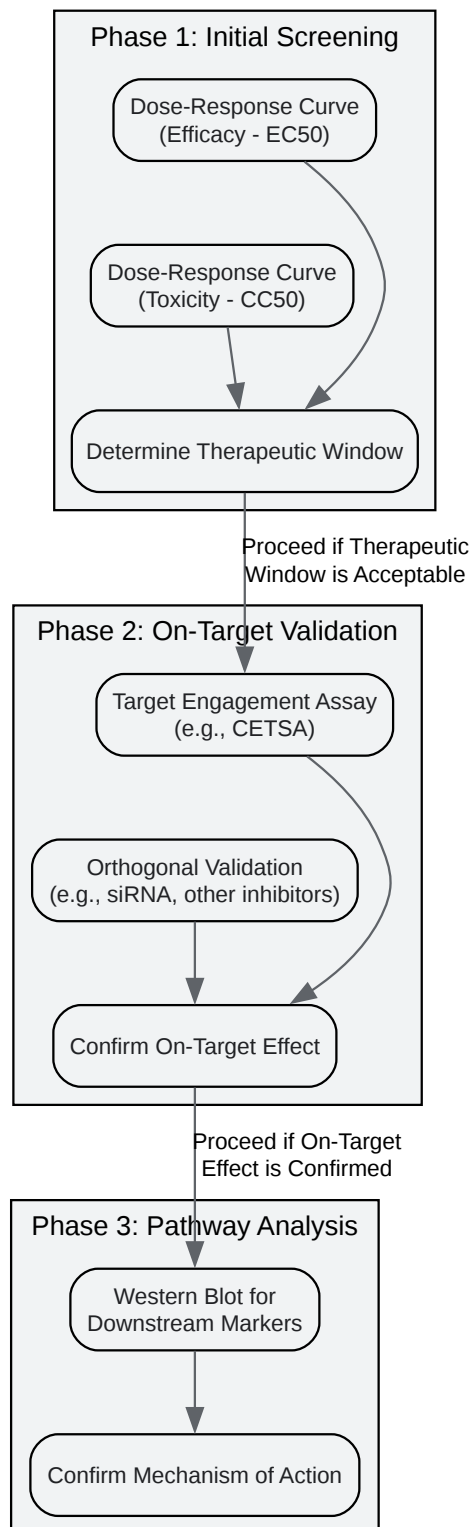 Phase 1: Initial Screening
Dose-Response Curve
(Efficacy - EC50)
Dose-Response Curve
(Toxicity - CC50)
Determine Therapeutic Window
Proceed if Therapeutic
Window is Acceptable
Phase 2: On-Target Validation
Target Engagement Assay
(e.g., CETSA)
Orthogonal Validation
(e.g., siRNA, other inhibitors)
Confirm On-Target Effect
Proceed if On-Target
Effect is Confirmed
Phase 3: Pathway Analysis
Western Blot for
Downstream Markers
Confirm Mechanism of Action